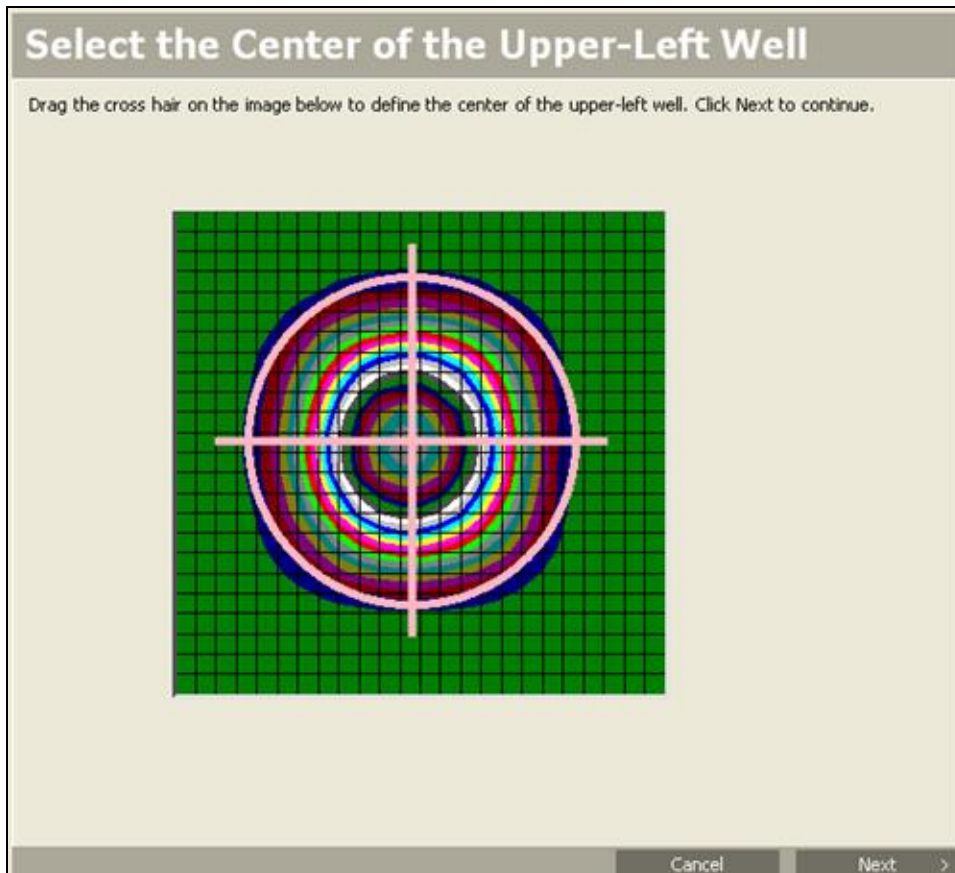 Select the Center of the Upper-Left Well
Drag the cross hair on the image below to define the center of the upper-left well. Click Next to continue.
Cancel
Next >